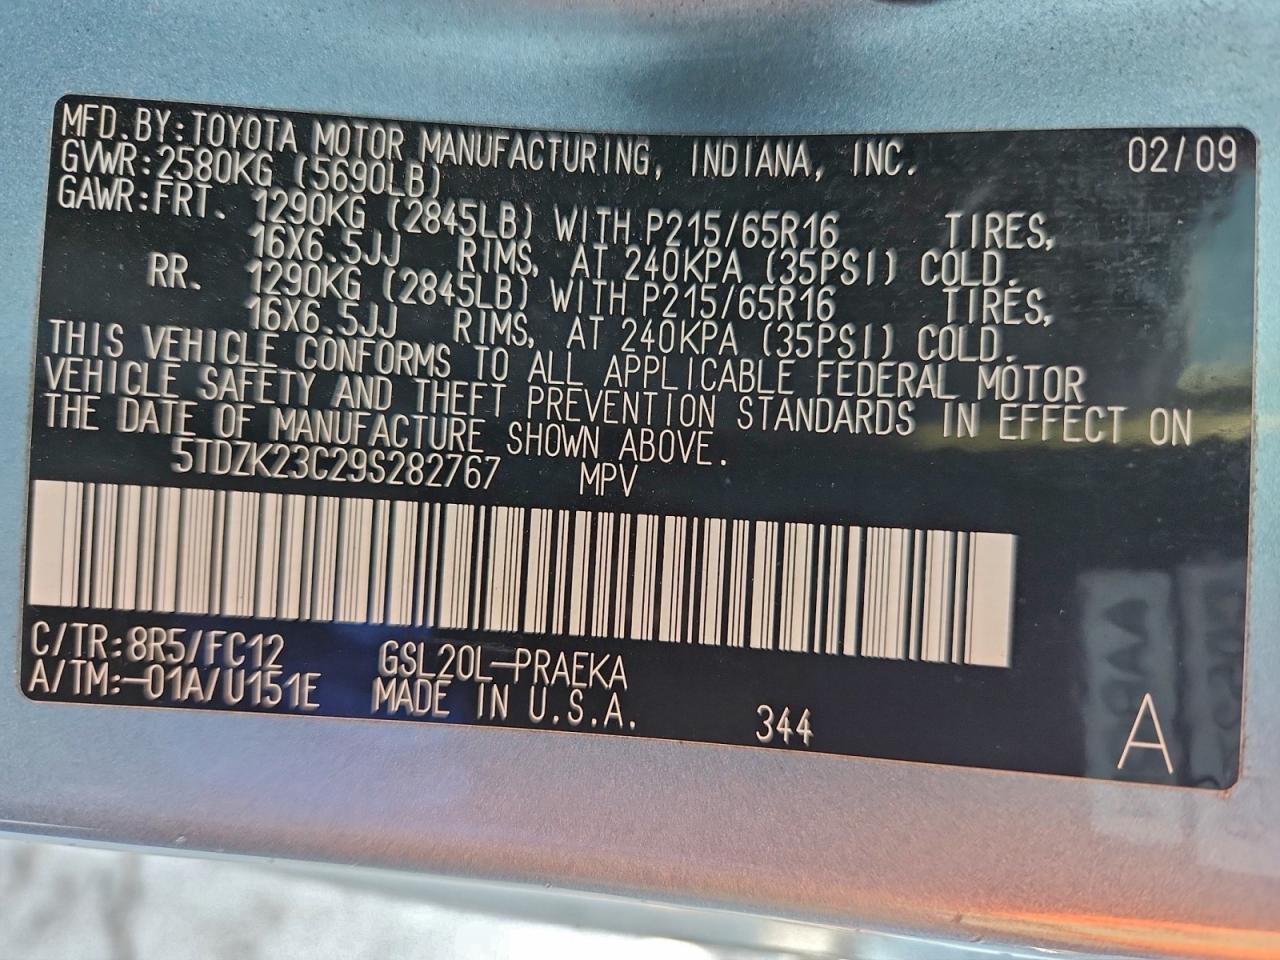 MFD.BY:TOYOTA MOTOR MANUFACTURING, INDIANA, INC. 02/09
GVWR:2580KG (5690LB)
GAWR:FRT. 1290KG (2845LB) WITH P215/65R16 TIRES,
16X6.5JJ RIMS, AT 240KPA (35PSI) COLD.
RR. 1290KG (2845LB) WITH P215/65R16 TIRES,
16X6.5JJ RIMS, AT 240KPA (35PSI) COLD.
THIS VEHICLE CONFORMS TO ALL APPLICABLE FEDERAL MOTOR
VEHICLE SAFETY AND THEFT PREVENTION STANDARDS IN EFFECT ON
THE DATE OF MANUFACTURE SHOWN ABOVE.
5TDZK23C29S282767 MPV
C/TR:8R5/FC12 GSL20L-PRAEKA
A/TM:-01A/U151E MADE IN U.S.A. 344 A